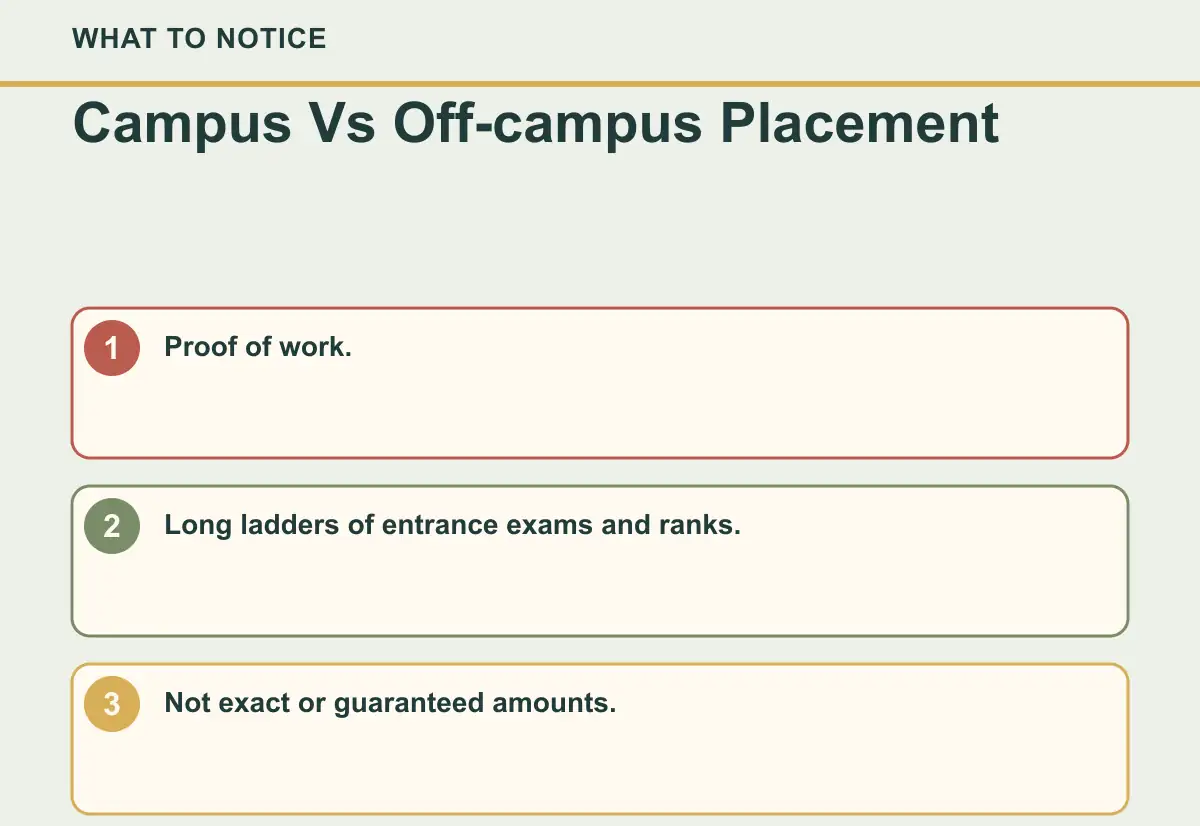 WHAT TO NOTICE
Campus Vs Off-campus Placement
1 Proof of work.
2 Long ladders of entrance exams and ranks.
3 Not exact or guaranteed amounts.